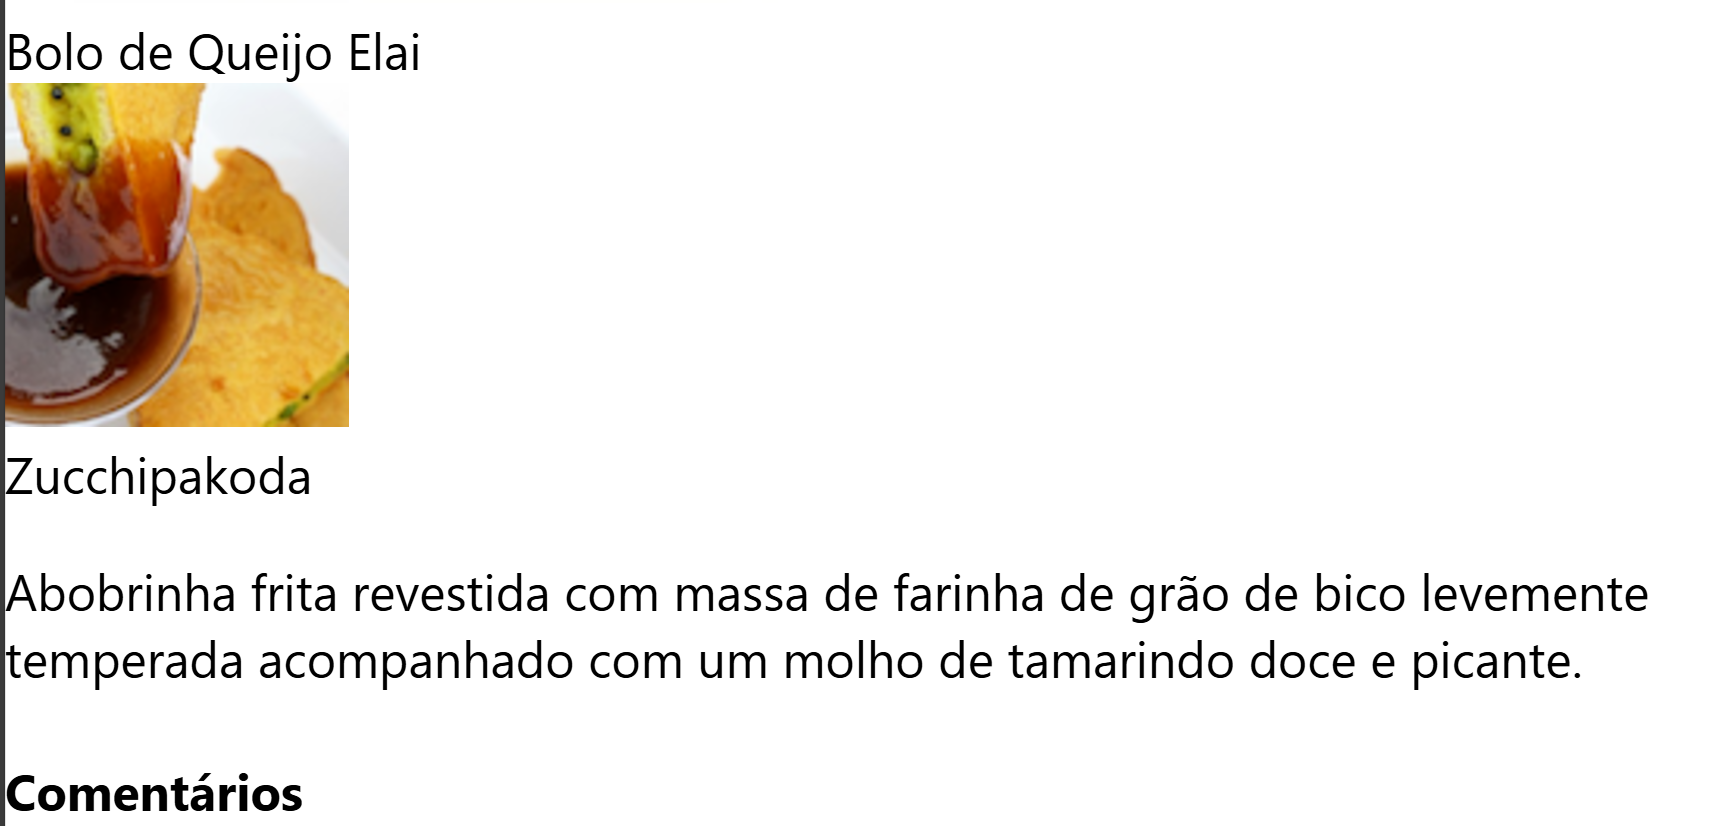 Bolo de Queijo Elai
Zucchipakoda
Abobrinha frita revestida com massa de farinha de grão de bico levemente
temperada acompanhado com um molho de tamarindo doce e picante.
Comentários